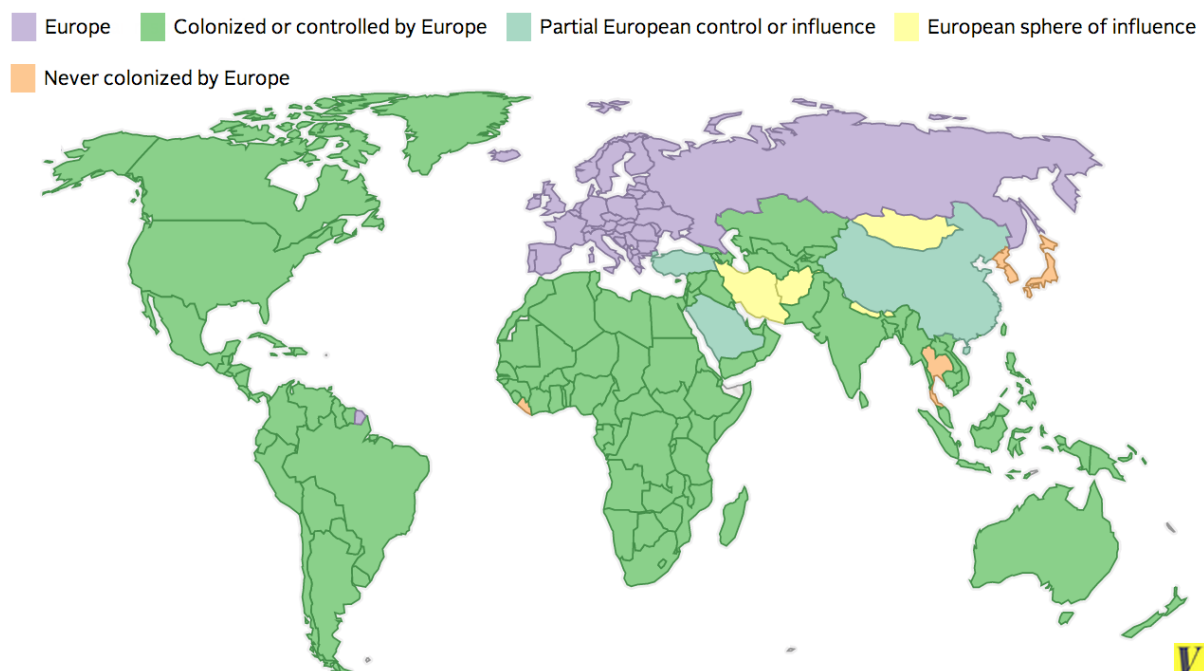 Europe Colonized or controlled by Europe Partial European control or influence European sphere of influence
Never colonized by Europe
V